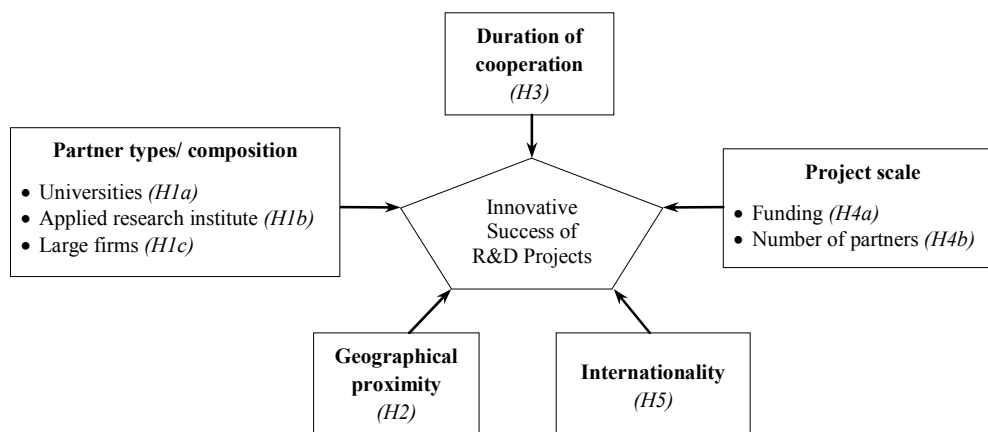 Duration of
cooperation
(H3)
Partner types/ composition
• Universities (H1a)
• Applied research institute (H1b)
• Large firms (H1c)
Innovative
Success of
R&D Projects
Project scale
• Funding (H4a)
• Number of partners (H4b)
Geographical
proximity
(H2)
Internationality
(H5)